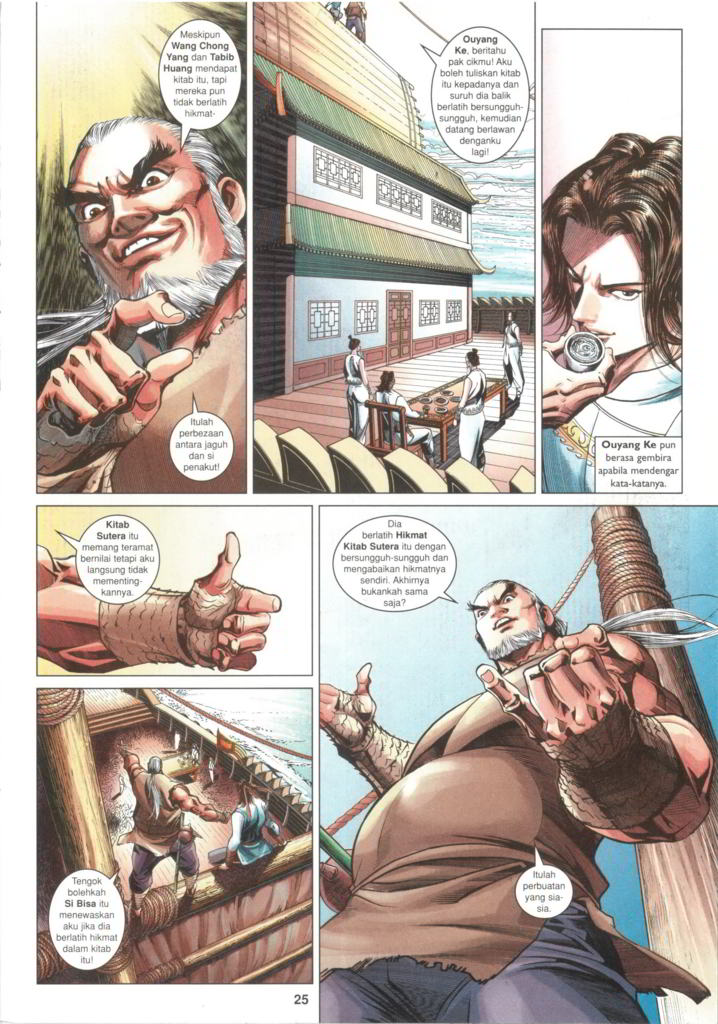 Meskipun
Wang Chong
Yang dan Tabib
Huang mendapat
kitab itu, tapi
mereka pun
tidak berlatih
hikmat-
Itulah
perbezaan
antara jaguh
dan si
penakut!
Ouyang
Ke, beritahu
pak cikmu! Aku
boleh tuliskan kitab
itu kepadanya dan
suruh dia balik
berlatih bersungguh-
sungguh, kemudian
datang berlawan
denganku
lagi!
Ouyang Ke pun
berasa gembira
apabila mendengar
kata-katanya.
Kitab
Sutera itu
memang teramat
bernilai tetapi aku
langsung tidak
mementing-
kannya.
Dia
berlatih Hikmat
Kitab Sutera itu dengan
bersungguh-sungguh dan
mengabaikan hikmatnya
sendiri. Akhirnya
bukankah sama
saja?
Itulah
perbuatan
yang sia-
sia.
Tengok
bolehkah
Si Bisa itu
menewaskan
aku jika dia
berlatih hikmat
dalam kitab
itu!
25